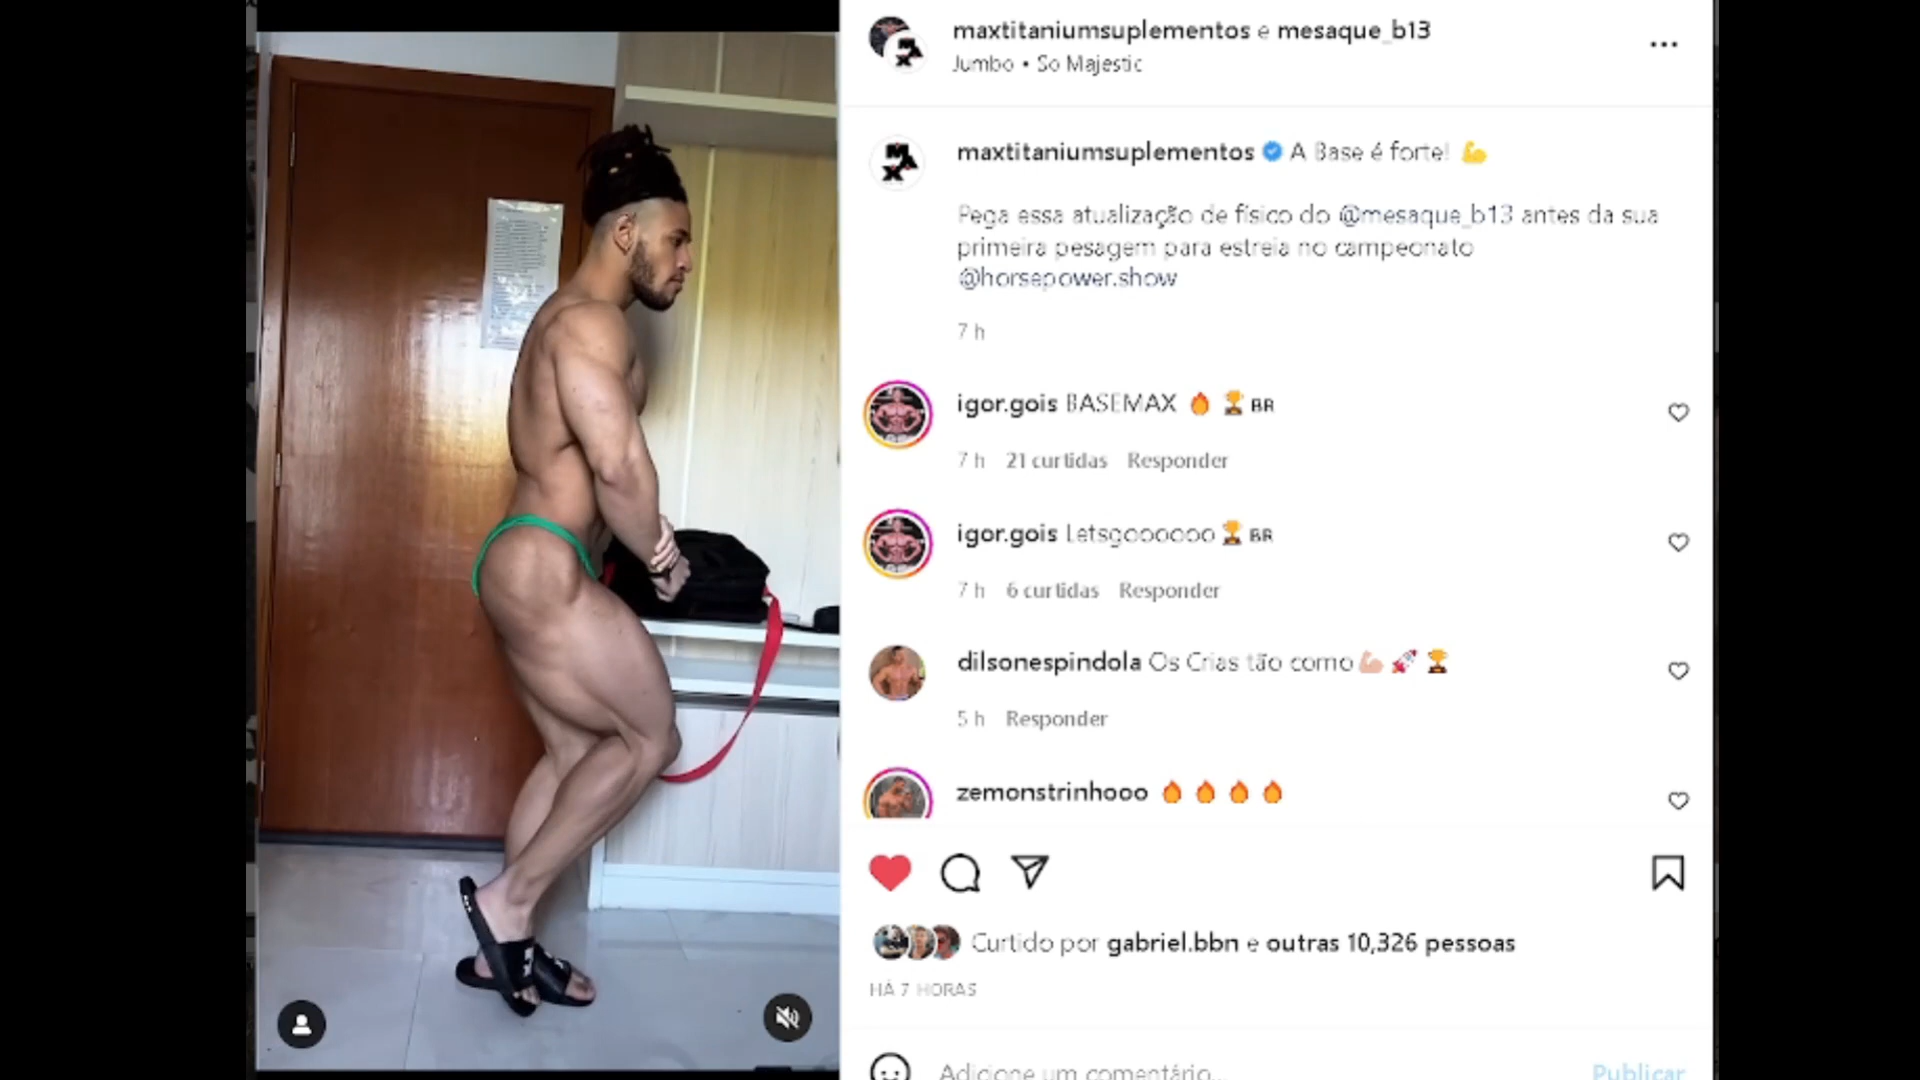 maxtitaniumsuplementos e mesaque_b13
Jumbo • So Majestic
maxtitaniumsuplementos A Base é forte! 💪
Pega essa atualização de físico do @mesaque_b13 antes da sua
primeira pesagem para estreia no campeonato
@horsepower.show
7 h
igor.gois BASEMAX 🔥 🏆 BR
7 h 21 curtidas Responder
igor.gois Letsgoooooo 🏆 BR
7 h 6 curtidas Responder
dilsonespindola Os Crias tão como 💪🏼 🚀 🏆
5 h Responder
zemonstrinhooo 🔥 🔥 🔥 🔥
Curtido por gabriel.bbn e outras 10,326 pessoas
HÁ 7 HORAS
Adicione um comentário...
Publicar